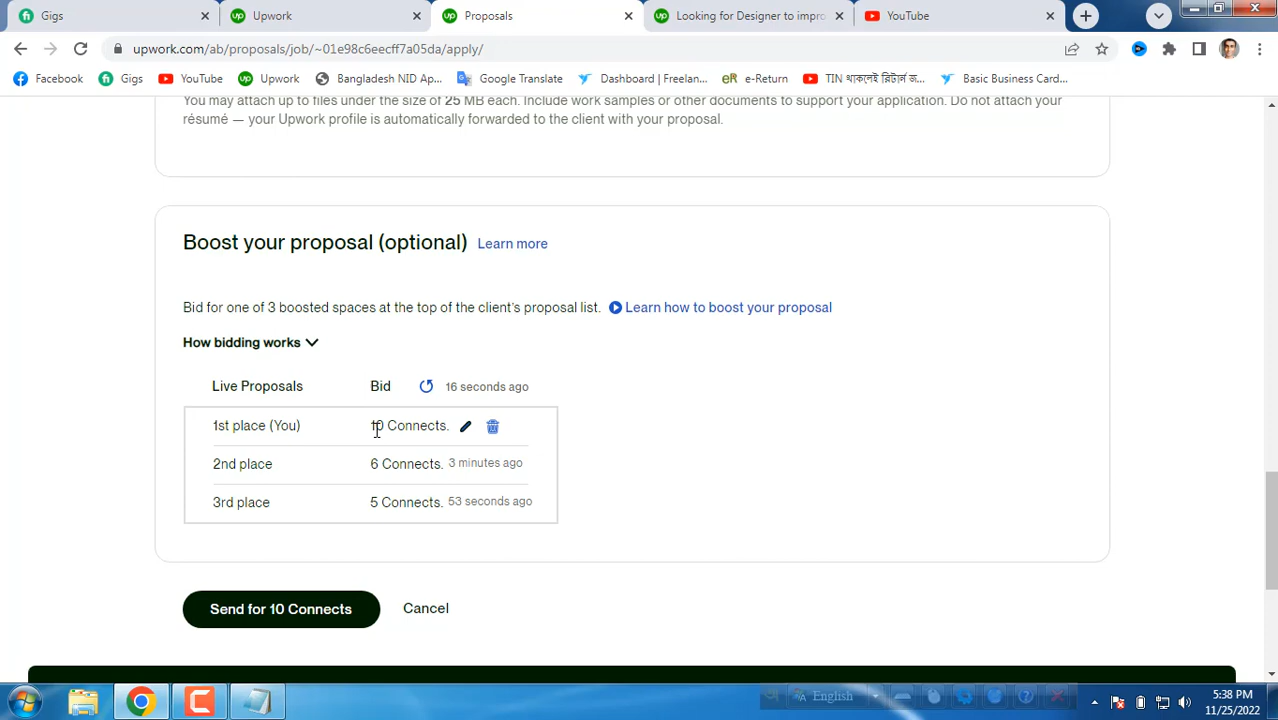 Gigs
Upwork
Proposals
Looking for Designer to impro
YouTube
upwork.com/ab/proposals/job/~01e98c6eecff7a05da/apply/
Facebook
Gigs
YouTube
Upwork
Bangladesh NID Ap...
Google Translate
Dashboard | Freelan...
e-Return
TIN থাকলেই রিটার্ন জ...
Basic Business Card...
You may attach up to files under the size of 25 MB each. Include work samples or other documents to support your application. Do not attach your
résumé — your Upwork profile is automatically forwarded to the client with your proposal.
Boost your proposal (optional) Learn more
Bid for one of 3 boosted spaces at the top of the client's proposal list. Learn how to boost your proposal
How bidding works
Live Proposals Bid 16 seconds ago
1st place (You) 10 Connects.
2nd place 6 Connects. 3 minutes ago
3rd place 5 Connects. 53 seconds ago
Send for 10 Connects Cancel
English
5:38 PM
11/25/2022